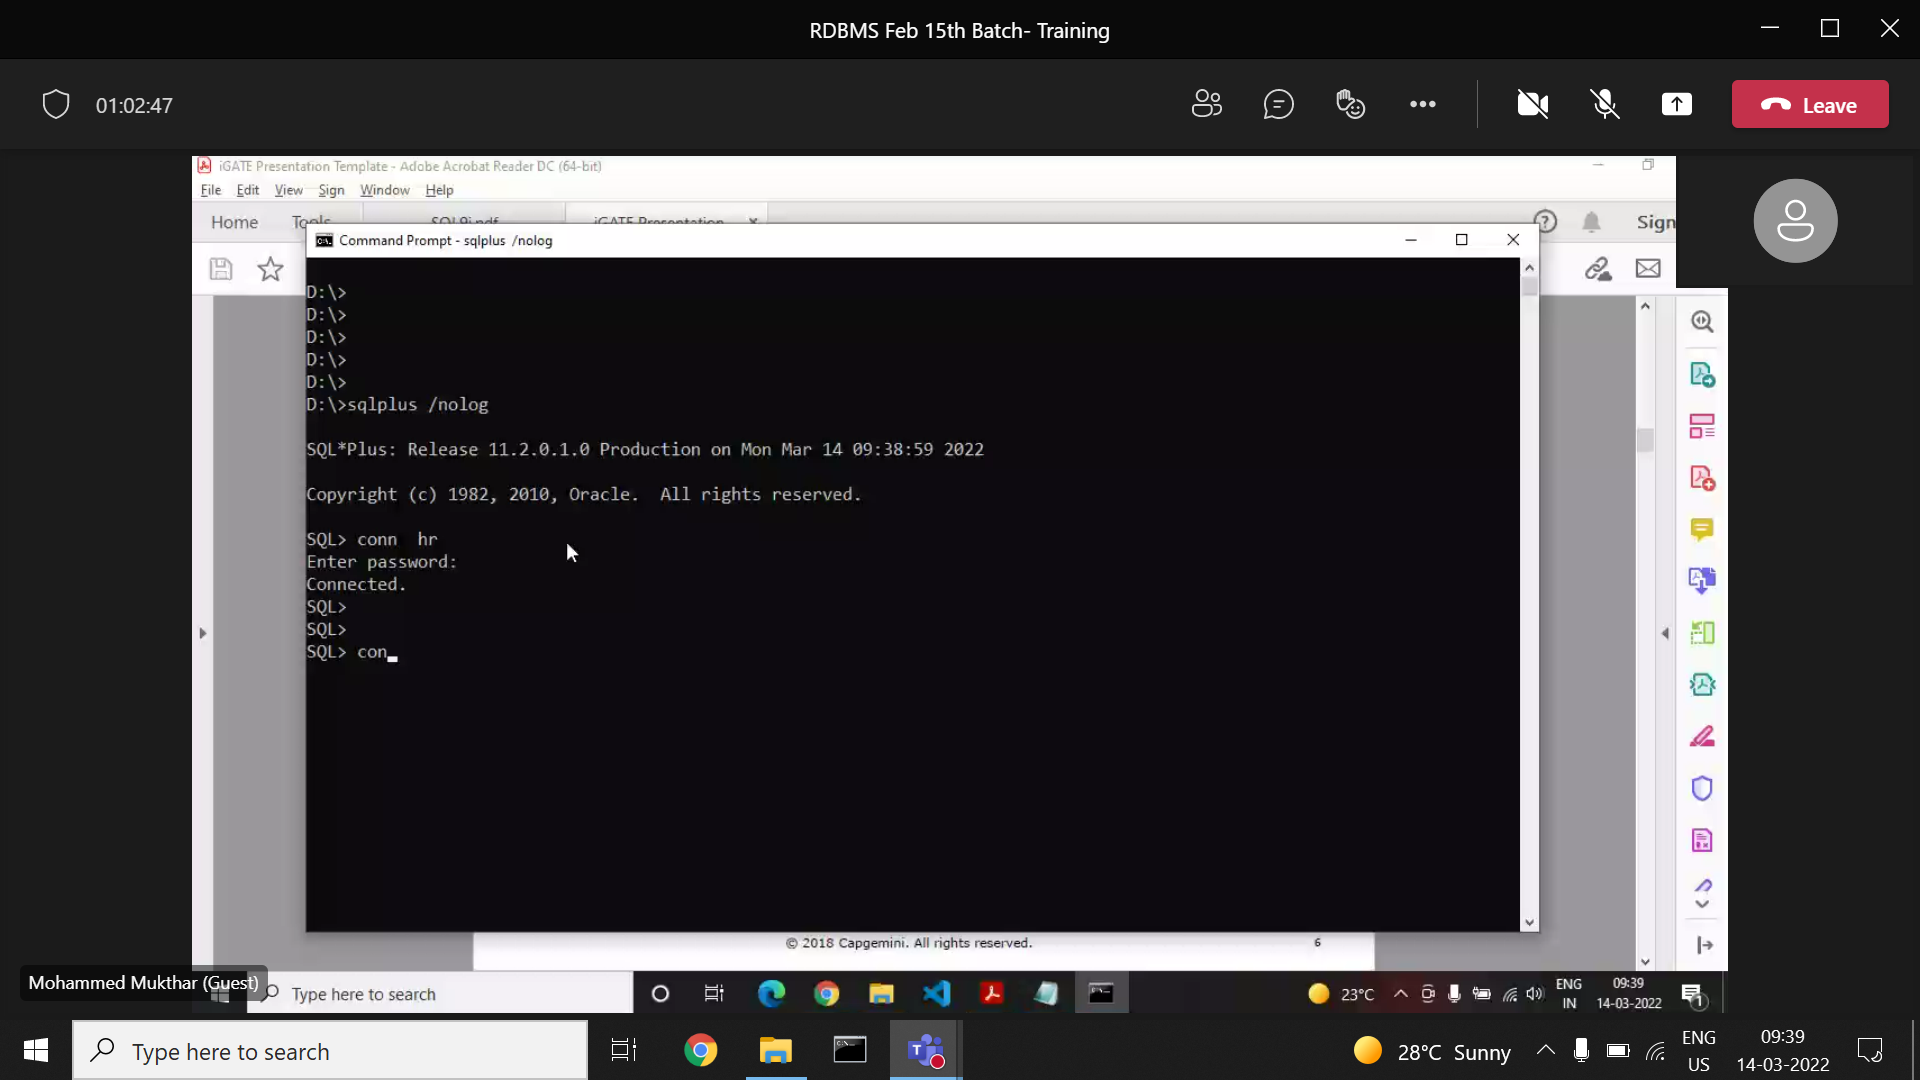 RDBMS Feb 15th Batch- Training
01:02:47
Leave
iGATE Presentation Template - Adobe Acrobat Reader DC (64-bit)
File Edit View Sign Window Help
Home Tools SQL9i.pdf iGATE Presentation Sign
Command Prompt - sqlplus /nolog
D:\>
D:\>
D:\>
D:\>
D:\>
D:\>sqlplus /nolog
SQL*Plus: Release 11.2.0.1.0 Production on Mon Mar 14 09:38:59 2022
Copyright (c) 1982, 2010, Oracle.  All rights reserved.
SQL> conn  hr
Enter password:
Connected.
SQL>
SQL>
SQL> con
© 2018 Capgemini. All rights reserved. 6
Mohammed Mukthar (Guest)
Type here to search 23°C ENG IN 09:39 14-03-2022 1
Type here to search 28°C Sunny ENG US 09:39 14-03-2022